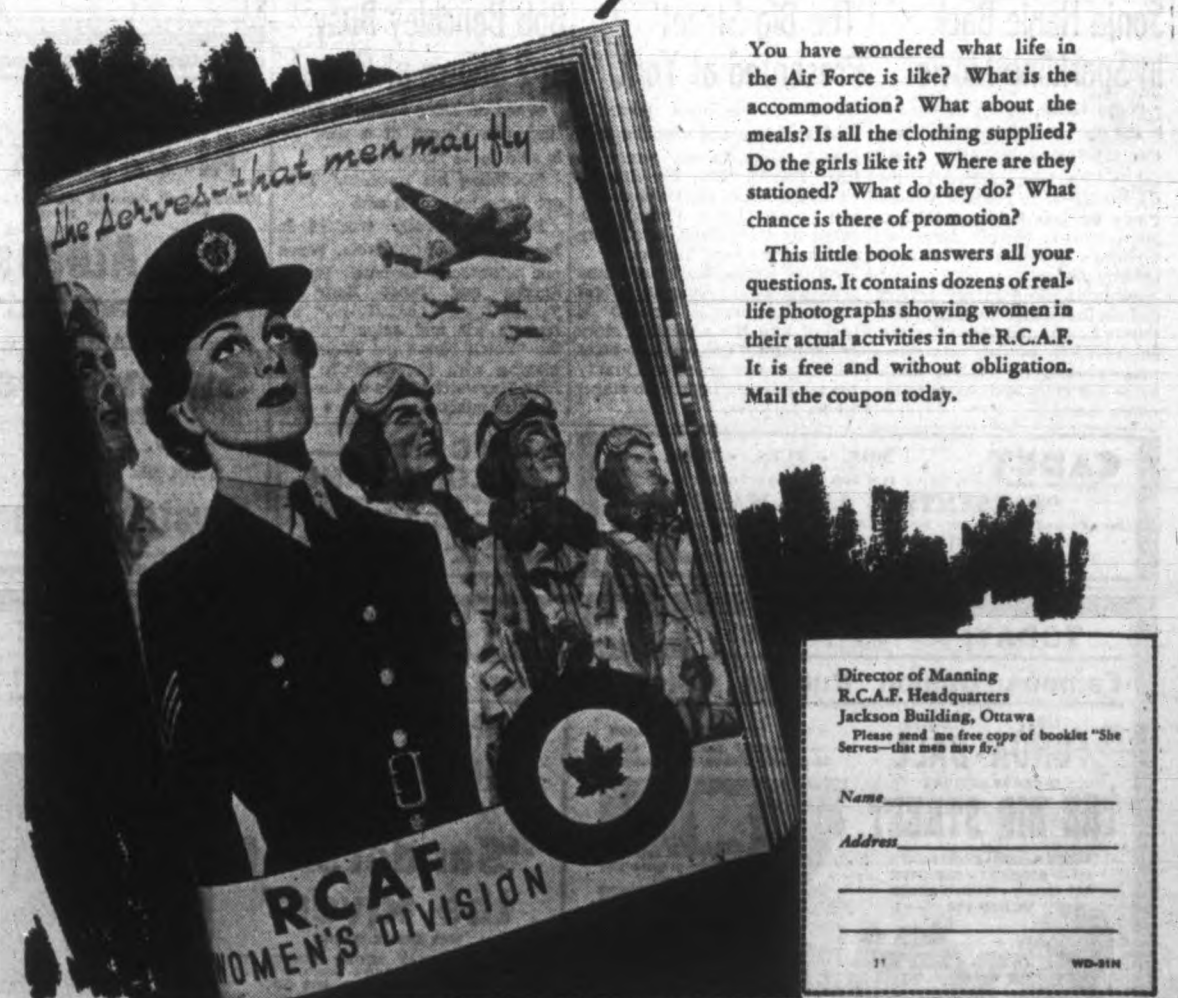 She Serves-that men may fly
RCAF
WOMEN'S DIVISION
You have wondered what life in
the Air Force is like? What is the
accommodation? What about the
meals? Is all the clothing supplied?
Do the girls like it? Where are they
stationed? What do they do? What
chance is there of promotion?
This little book answers all your
questions. It contains dozens of real-
life photographs showing women in
their actual activities in the R.C.A.F.
It is free and without obligation.
Mail the coupon today.
Director of Manning
R.C.A.F. Headquarters
Jackson Building, Ottawa
Please send me free copy of booklet "She
Serves—that men may fly."
Name
Address
11 WD-31N